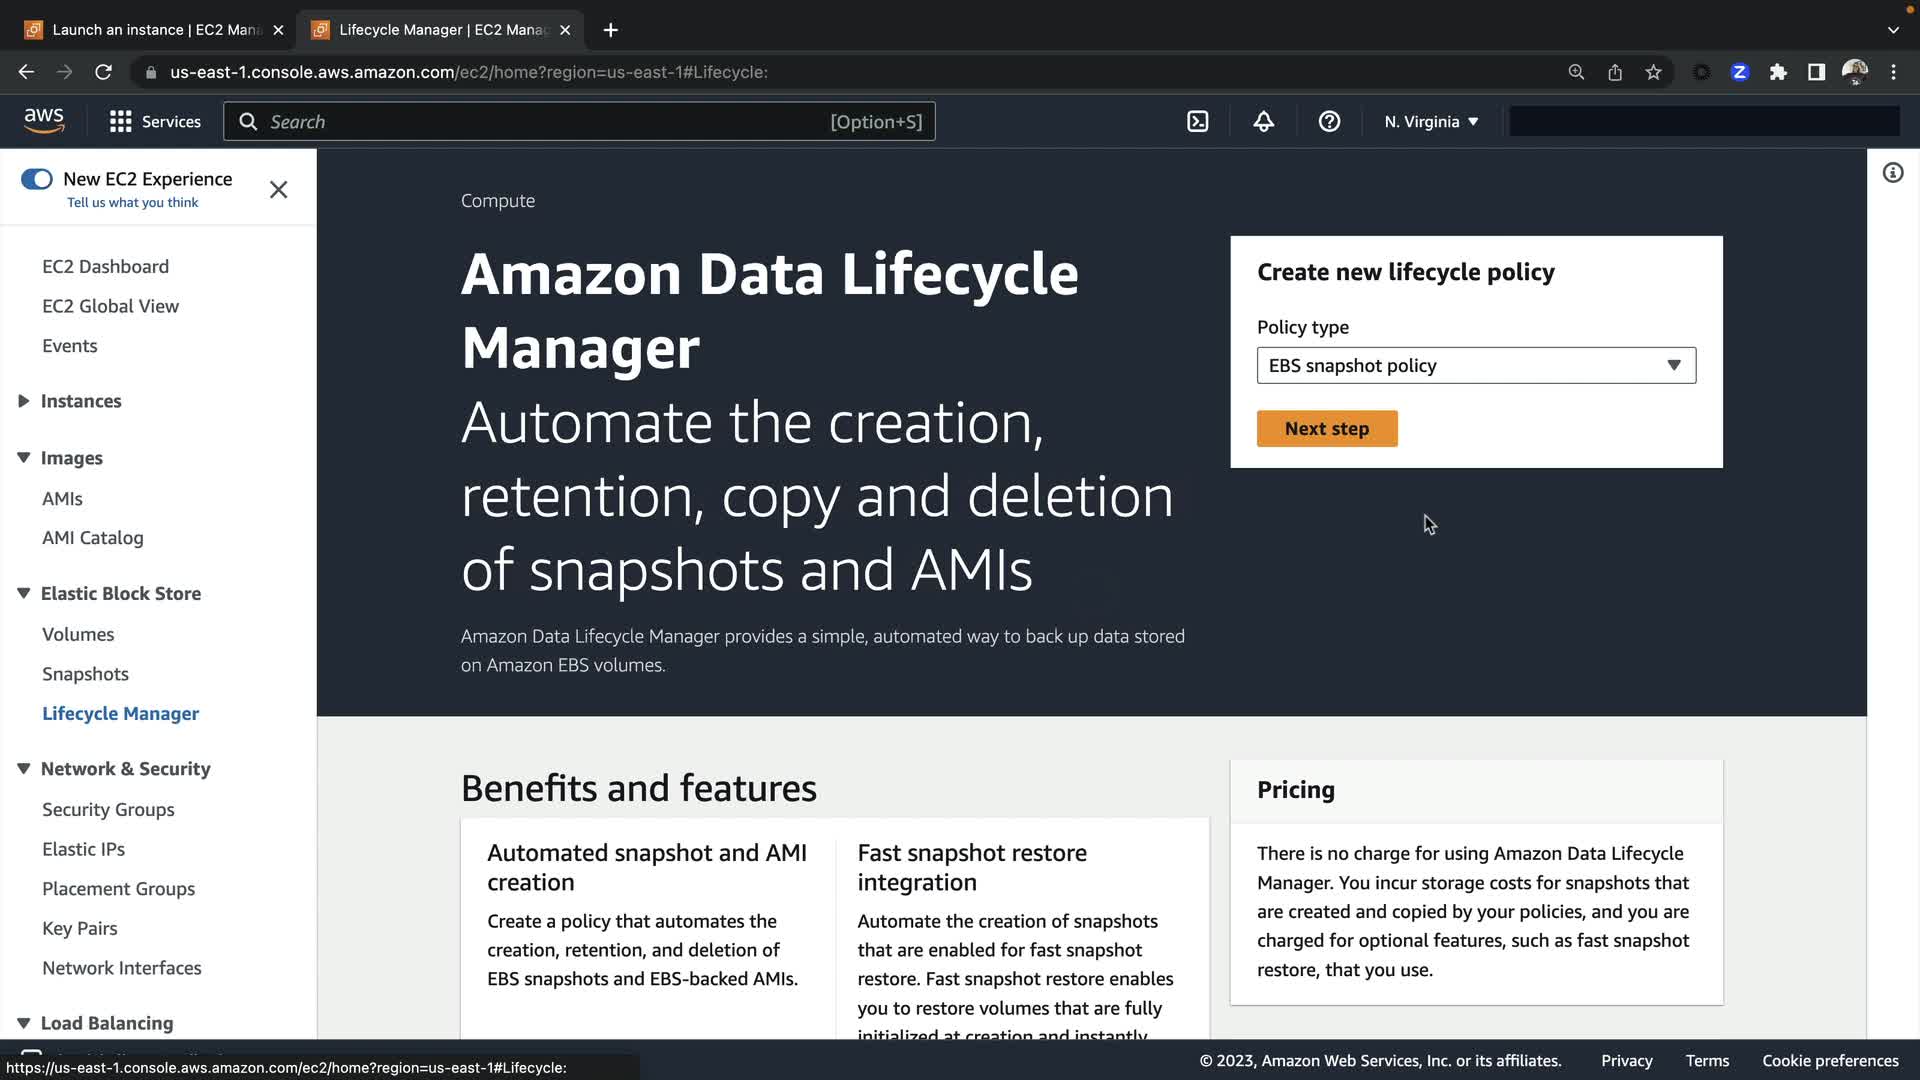 Launch an instance | EC2 Mana
Lifecycle Manager | EC2 Manag
us-east-1.console.aws.amazon.com/ec2/home?region=us-east-1#Lifecycle:
aws
Services
Search
[Option+S]
N. Virginia
New EC2 Experience
Tell us what you think
EC2 Dashboard
EC2 Global View
Events
Instances
Images
AMIs
AMI Catalog
Elastic Block Store
Volumes
Snapshots
Lifecycle Manager
Network & Security
Security Groups
Elastic IPs
Placement Groups
Key Pairs
Network Interfaces
Load Balancing
Compute
Amazon Data Lifecycle
Manager
Automate the creation,
retention, copy and deletion
of snapshots and AMIs
Amazon Data Lifecycle Manager provides a simple, automated way to back up data stored
on Amazon EBS volumes.
Create new lifecycle policy
Policy type
EBS snapshot policy
Next step
Benefits and features
Automated snapshot and AMI
creation
Create a policy that automates the
creation, retention, and deletion of
EBS snapshots and EBS-backed AMIs.
Fast snapshot restore
integration
Automate the creation of snapshots
that are enabled for fast snapshot
restore. Fast snapshot restore enables
you to restore volumes that are fully
initialized at creation and instantly
Pricing
There is no charge for using Amazon Data Lifecycle
Manager. You incur storage costs for snapshots that
are created and copied by your policies, and you are
charged for optional features, such as fast snapshot
restore, that you use.
https://us-east-1.console.aws.amazon.com/ec2/home?region=us-east-1#Lifecycle:
© 2023, Amazon Web Services, Inc. or its affiliates.
Privacy
Terms
Cookie preferences